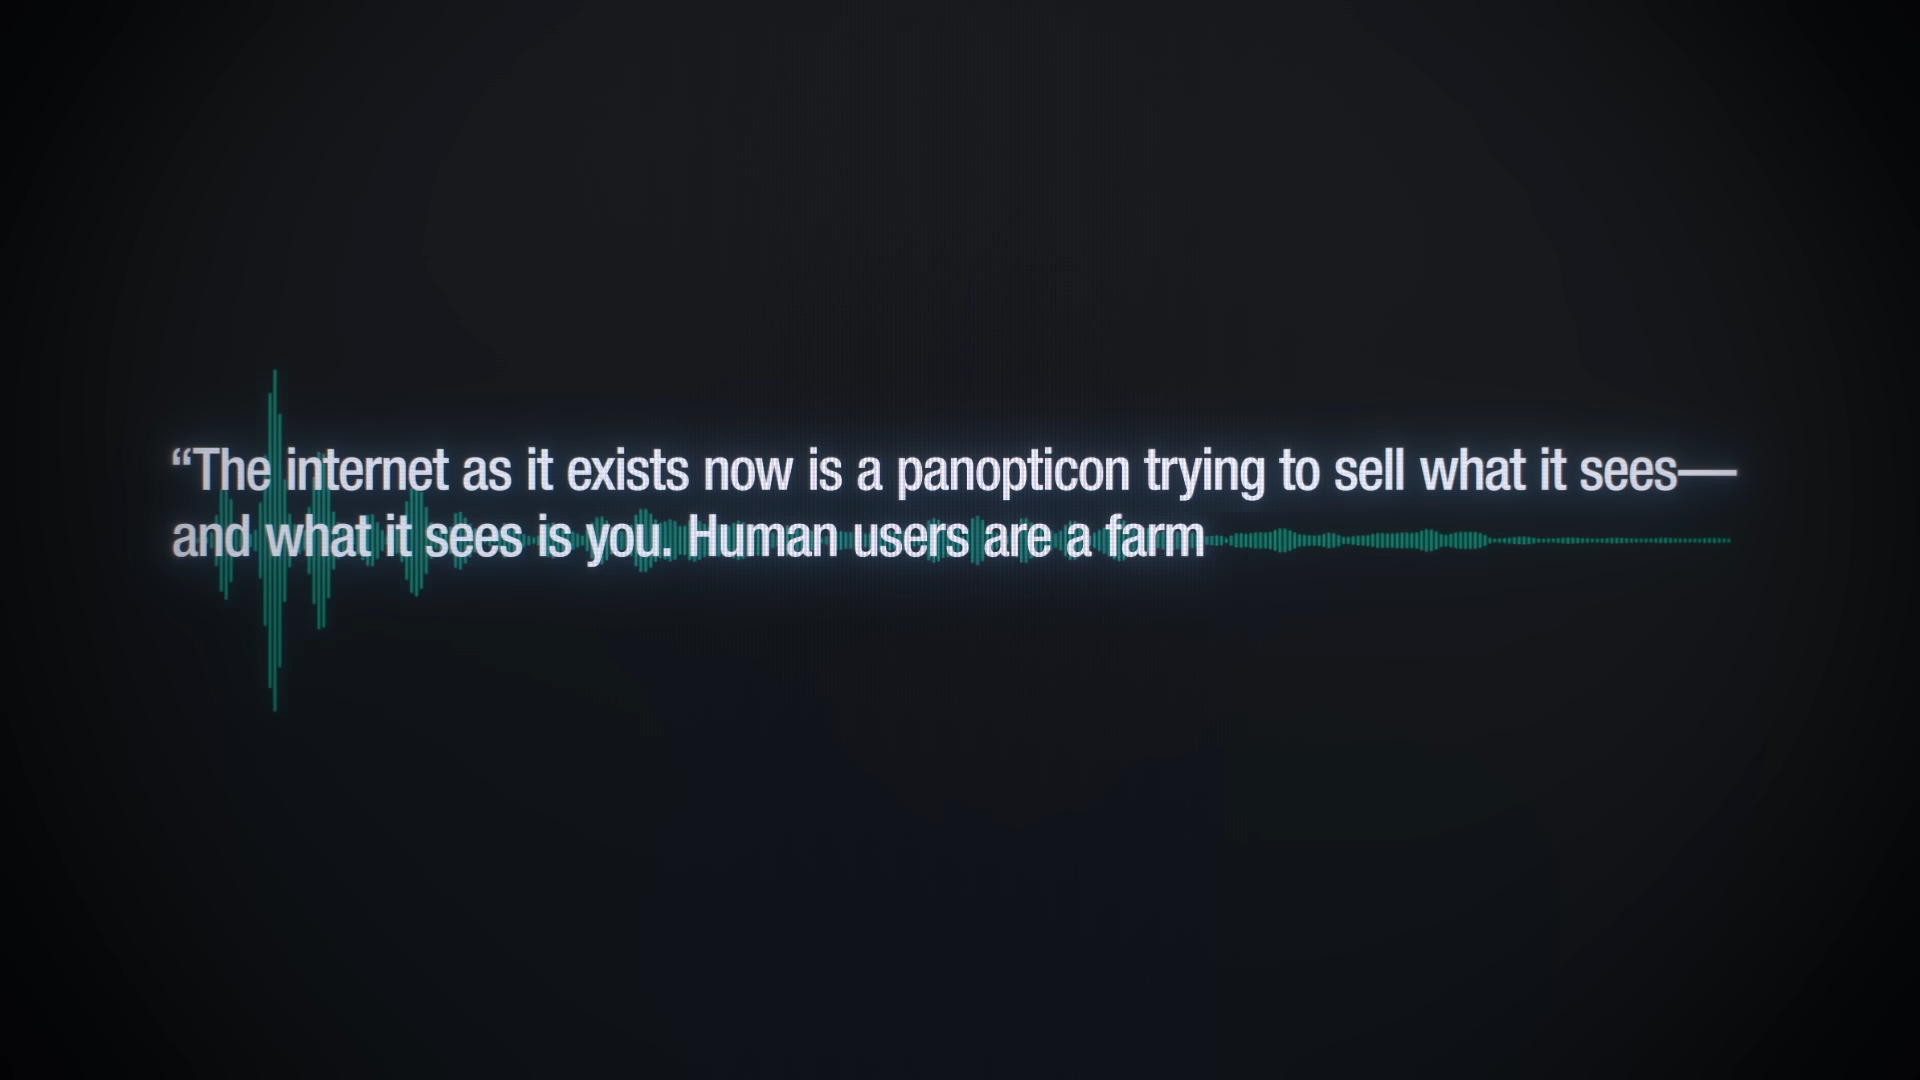 “The internet as it exists now is a panopticon trying to sell what it sees—
and what it sees is you. Human users are a farm